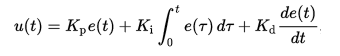 u(t) = K_p e(t) + K_i ∫_0^t e(τ) dτ + K_d de(t)/dt.